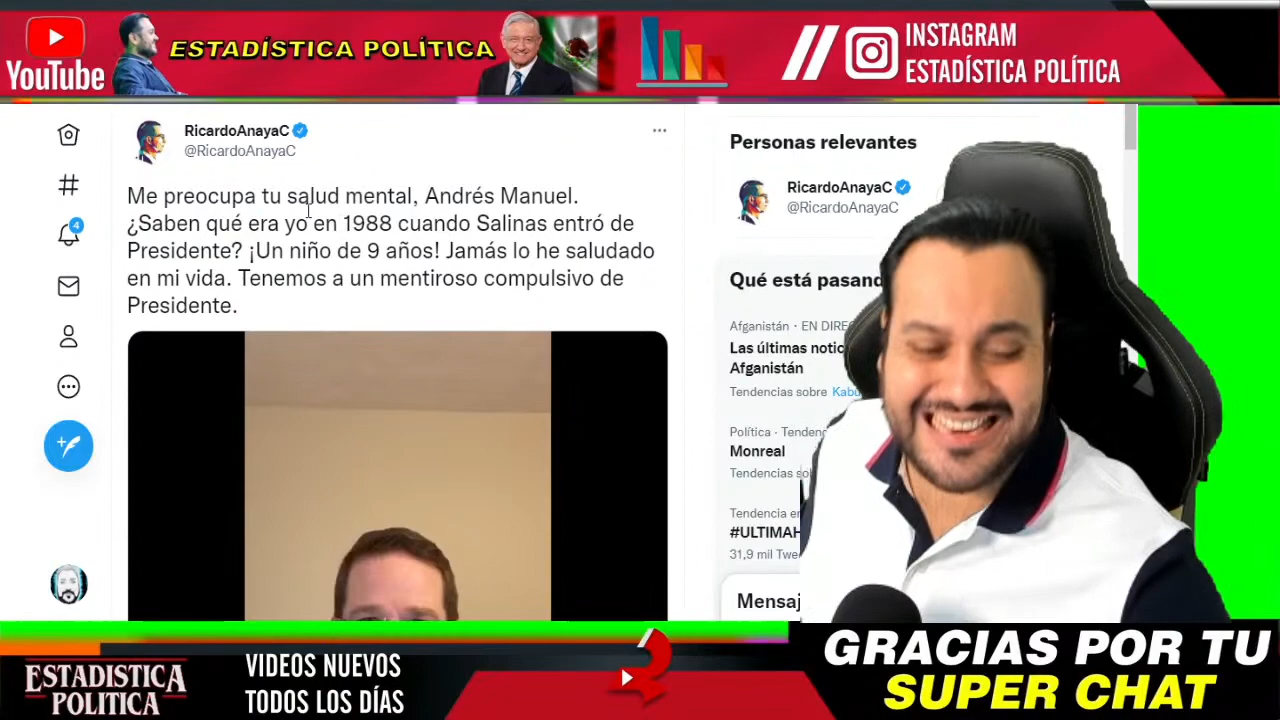 YouTube
ESTADÍSTICA POLÍTICA
INSTAGRAM
ESTADÍSTICA POLÍTICA
RicardoAnayaC
@RicardoAnayaC
Me preocupa tu salud mental, Andrés Manuel.
¿Saben qué era yo en 1988 cuando Salinas entró de
Presidente? ¡Un niño de 9 años! Jamás lo he saludado
en mi vida. Tenemos a un mentiroso compulsivo de
Presidente.
4
Personas relevantes
RicardoAnayaC
@RicardoAnayaC
Qué está pasand
Afganistán · EN DIRE
Las últimas notic
Afganistán
Tendencias sobre Kabu
Política · Tendenc
Monreal
Tendencias sob
Tendencia en
#ULTIMAH
31,9 mil Twe
Mensaj
ESTADISTICA
POLITICA
VIDEOS NUEVOS
TODOS LOS DÍAS
GRACIAS POR TU
SUPER CHAT